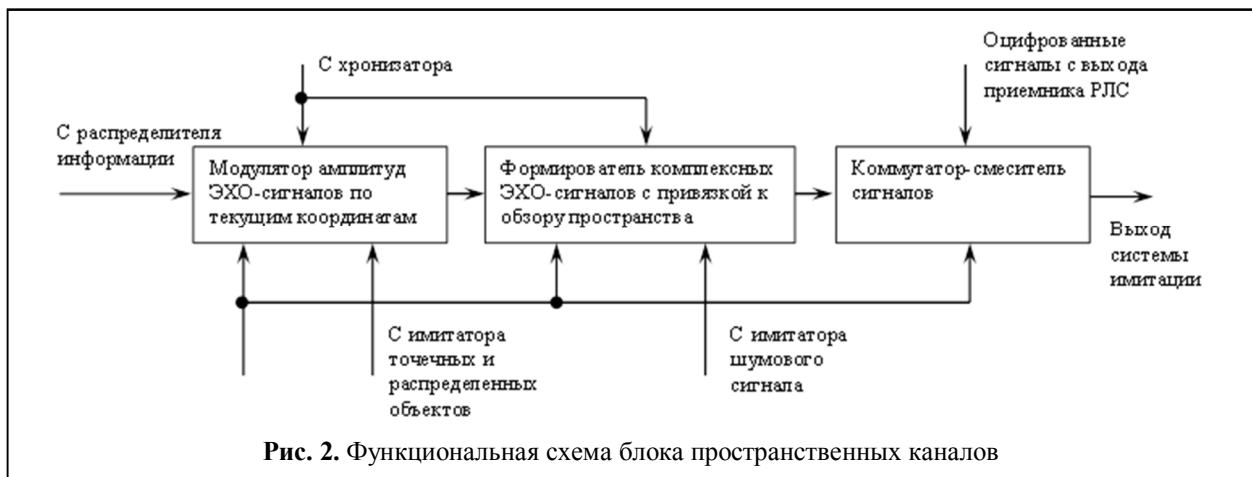 Оцифрованные
сигналы с выхода
приемника РЛС
С хронизатора
С распределителя
информации
Модулятор амплитуд
ЭХО-сигналов по
текущим координатам
Формирователь комплексных
ЭХО-сигналов с привязкой к
обзору пространства
Коммутатор-смеситель
сигналов
Выход
системы
имитации
С имитатора
точечных и
распределенных
объектов
С имитатора
шумового
сигнала
Рис. 2. Функциональная схема блока пространственных каналов